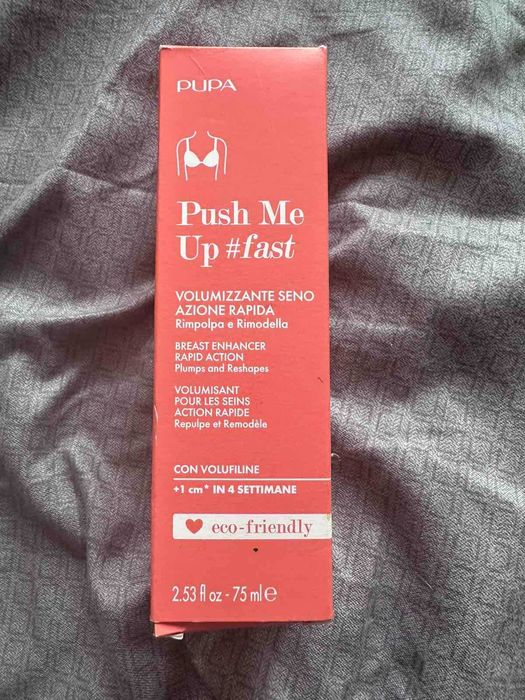 PUPA
Push Me
Up #fast
VOLUMIZZANTE SENO
AZIONE RAPIDA
Rimpolpa e Rimodella
BREAST ENHANCER
RAPID ACTION
Plumps and Reshapes
VOLUMISANT
POUR LES SEINS
ACTION RAPIDE
Repulpe et Remodèle
CON VOLUFILINE
+1 cm* IN 4 SETTIMANE
eco-friendly
2.53 fl oz - 75 ml ℮